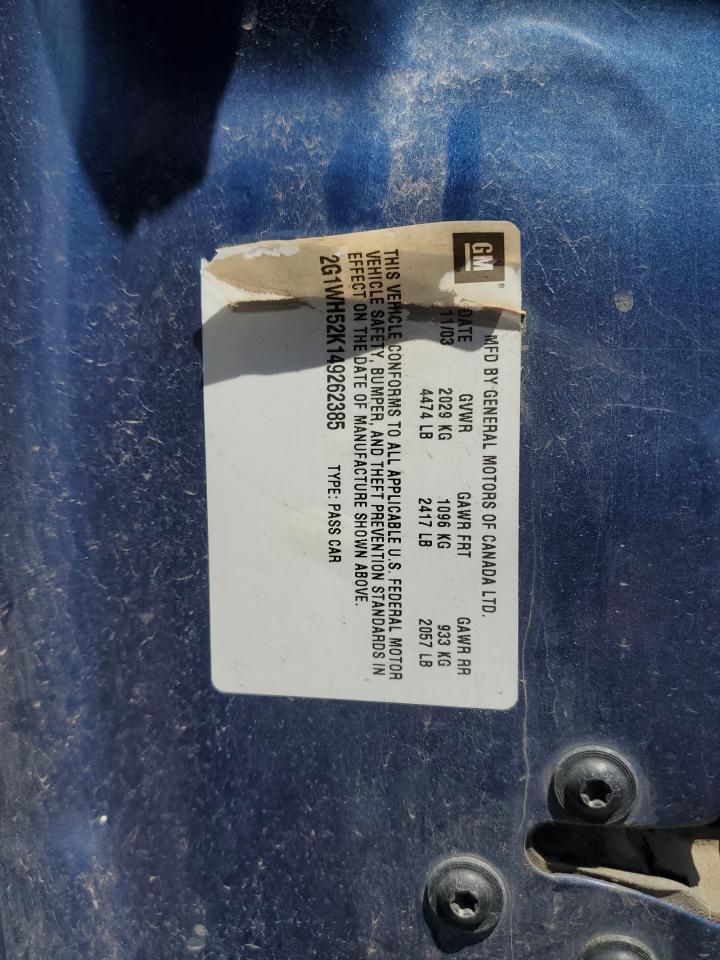 GM
MFD BY GENERAL MOTORS OF CANADA LTD.
DATE GVWR GAWR FRT GAWR RR
11/03 2029 KG 1096 KG 933 KG
4474 LB 2417 LB 2057 LB
THIS VEHICLE CONFORMS TO ALL APPLICABLE U.S. FEDERAL MOTOR
VEHICLE SAFETY, BUMPER, AND THEFT PREVENTION STANDARDS IN
EFFECT ON THE DATE OF MANUFACTURE SHOWN ABOVE.
2G1WH52K149262385 TYPE: PASS CAR